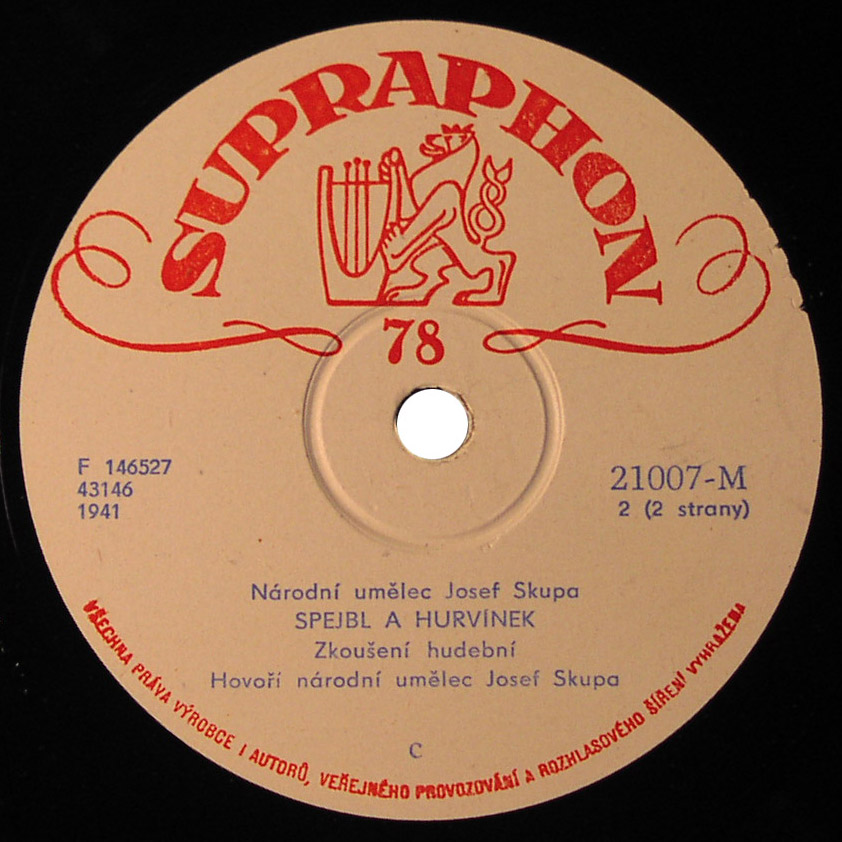 SUPRAPHON
78
F 146527
43146
1941
21007-M
2 (2 strany)
Národní umělec Josef Skupa
SPEJBL A HURVÍNEK
Zkoušení hudební
Hovoří národní umělec Josef Skupa
C
VŠECHNA PRÁVA VÝROBCE I AUTORŮ, VEŘEJNÉHO PROVOZOVÁNÍ A ROZHLASOVÉHO ŠÍŘENÍ VYHRAŽENA